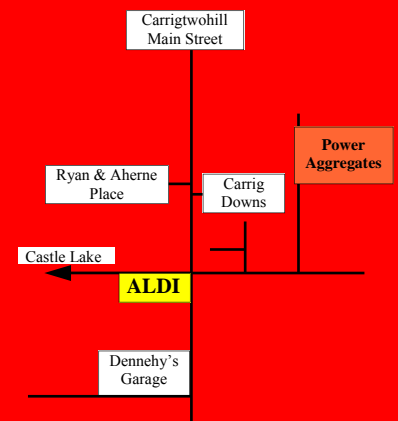 Carrigtwohill
Main Street
Power
Aggregates
Ryan & Aherne
Place
Carrig
Downs
Castle Lake
ALDI
Dennehy’s
Garage